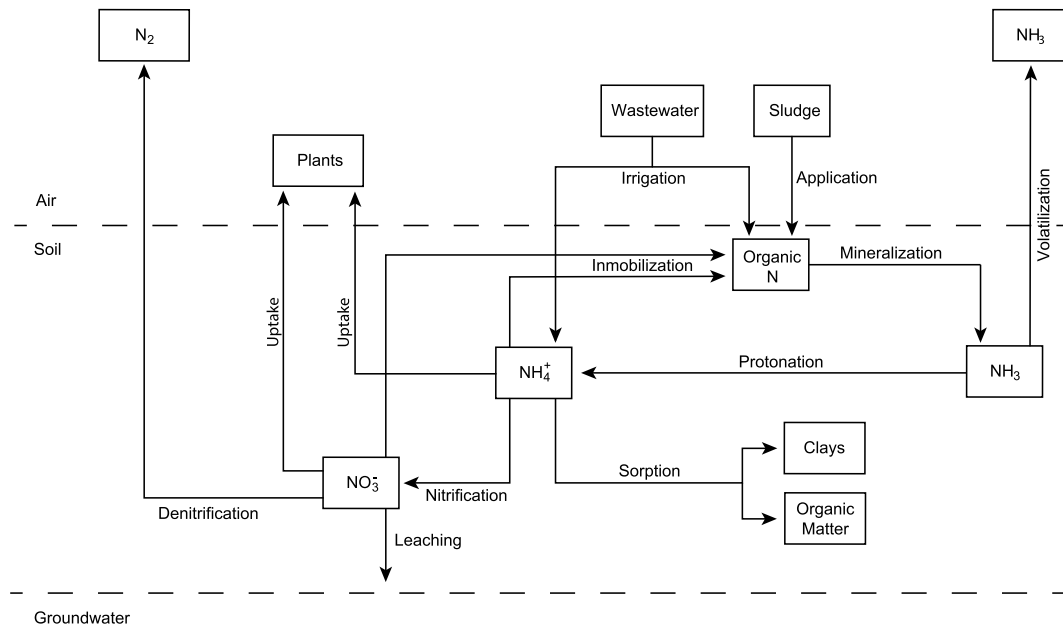 N₂
NH₃
Wastewater
Sludge
Plants
Irrigation
Application
Air
Volatilization
Soil
Organic
N
Mineralization
Inmobilization
Uptake
Uptake
Protonation
NH₄⁺
NH₃
Clays
Sorption
NO₃⁻
Nitrification
Organic
Matter
Denitrification
Leaching
Groundwater